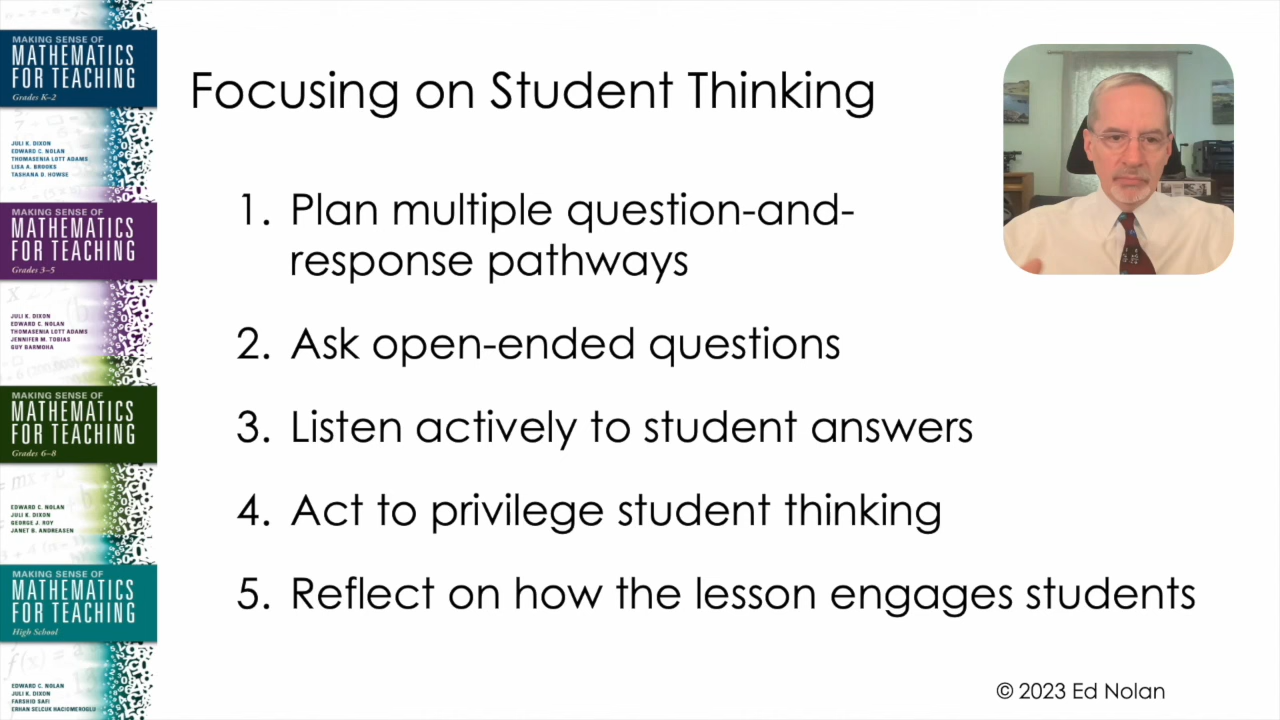 MAKING SENSE OF
MATHEMATICS
FOR TEACHING
Grades K–2
JULI K. DIXON
EDWARD C. NOLAN
THOMASENIA LOTT ADAMS
LISA A. BROOKS
TASHANA D. HOWSE
MAKING SENSE OF
MATHEMATICS
FOR TEACHING
Grades 3–5
JULI K. DIXON
EDWARD C. NOLAN
THOMASENIA LOTT ADAMS
JENNIFER M. TOBIAS
GUY BARMOHA
MAKING SENSE OF
MATHEMATICS
FOR TEACHING
Grades 6–8
EDWARD C. NOLAN
JULI K. DIXON
GEORGE J. ROY
JANET B. ANDREASEN
MAKING SENSE OF
MATHEMATICS
FOR TEACHING
High School
EDWARD C. NOLAN
JULI K. DIXON
FARSHID SAFI
ERHAN SELCUK HACIOMEROGLU
Focusing on Student Thinking
1. Plan multiple question-and-
response pathways
2. Ask open-ended questions
3. Listen actively to student answers
4. Act to privilege student thinking
5. Reflect on how the lesson engages students
© 2023 Ed Nolan